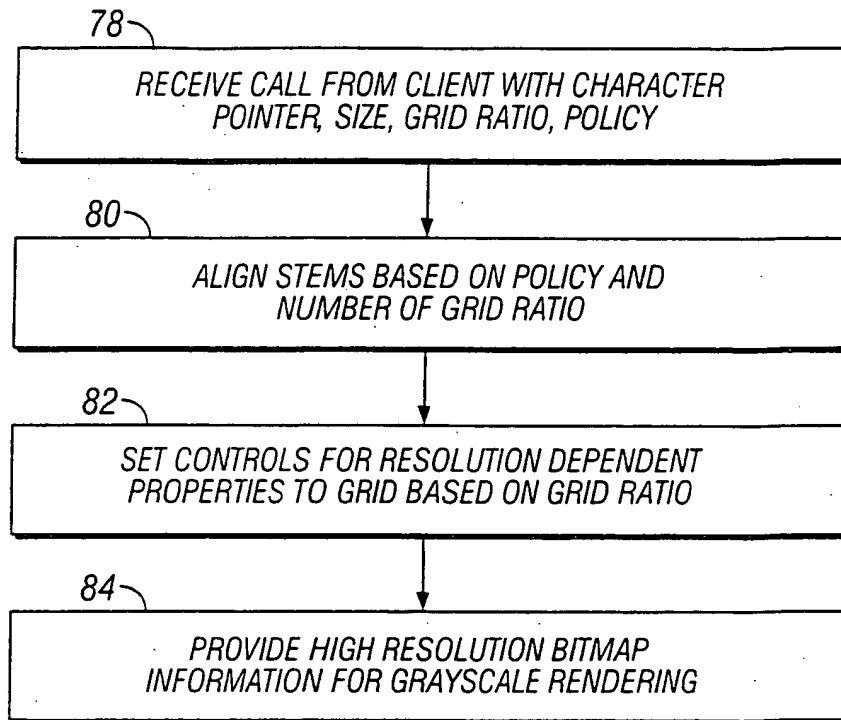 78
RECEIVE CALL FROM CLIENT WITH CHARACTER
POINTER, SIZE, GRID RATIO, POLICY
80
ALIGN STEMS BASED ON POLICY AND
NUMBER OF GRID RATIO
82
SET CONTROLS FOR RESOLUTION DEPENDENT
PROPERTIES TO GRID BASED ON GRID RATIO
84
PROVIDE HIGH RESOLUTION BITMAP
INFORMATION FOR GRAYSCALE RENDERING